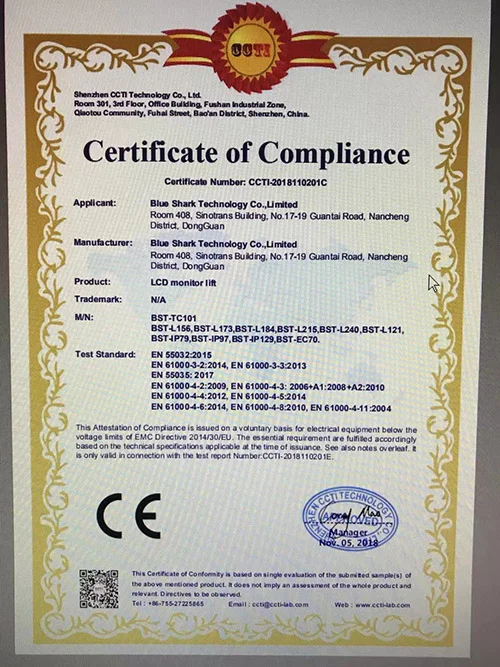 CCTI
Shenzhen CCTI Technology Co., Ltd.
Room 301, 3rd Floor, Office Building, Fushan Industrial Zone,
Qiaotou Community, Fuhai Street, Bao'an District, Shenzhen, China.
Certificate of Compliance
Certificate Number: CCTI-2018110201C
Applicant: Blue Shark Technology Co.,Limited
Room 408, Sinotrans Building, No.17-19 Guantai Road, Nancheng
District, DongGuan
Manufacturer: Blue Shark Technology Co.,Limited
Room 408, Sinotrans Building, No.17-19 Guantai Road, Nancheng
District, DongGuan
Product: LCD monitor lift
Trademark: N/A
M/N: BST-TC101
BST-L156,BST-L173,BST-L184,BST-L215,BST-L240,BST-L121,
BST-IP79,BST-IP97,BST-IP129,BST-EC70.
Test Standard: EN 55032:2015
EN 61000-3-2:2014, EN 61000-3-3:2013
EN 55035: 2017
EN 61000-4-2:2009, EN 61000-4-3: 2006+A1:2008+A2:2010
EN 61000-4-4:2012, EN 61000-4-5:2014
EN 61000-4-6:2014, EN 61000-4-8:2010, EN 61000-4-11:2004
This Attestation of Compliance is issued on a voluntary basis for electrical equipment below the
voltage limits of EMC Directive 2014/30/EU. The essential requirement are fulfilled accordingly
based on the technical specifications applicable at the time of issuance. See also notes overleaf. It
is only valid in connection with the test report Number:CCTI-2018110201E.
CE
SHENZHEN CCTI TECHNOLOGY CO.,
APPROVED
Manager
Nov. 05, 2018
This Certificate of Conformity is based on single evaluation of the submitted sample(s) of
the above mentioned product. It does not imply an assessment of the whole product and
relevant. Directives to be observed.
Tel : +86-755-27225865 Email : ccti@ccti-lab.com Web : www.ccti-lab.com